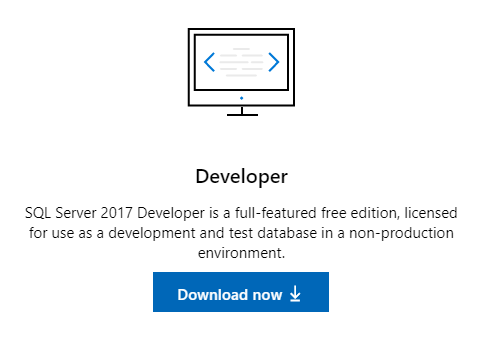 Developer
SQL Server 2017 Developer is a full-featured free edition, licensed
for use as a development and test database in a non-production
environment.
Download now